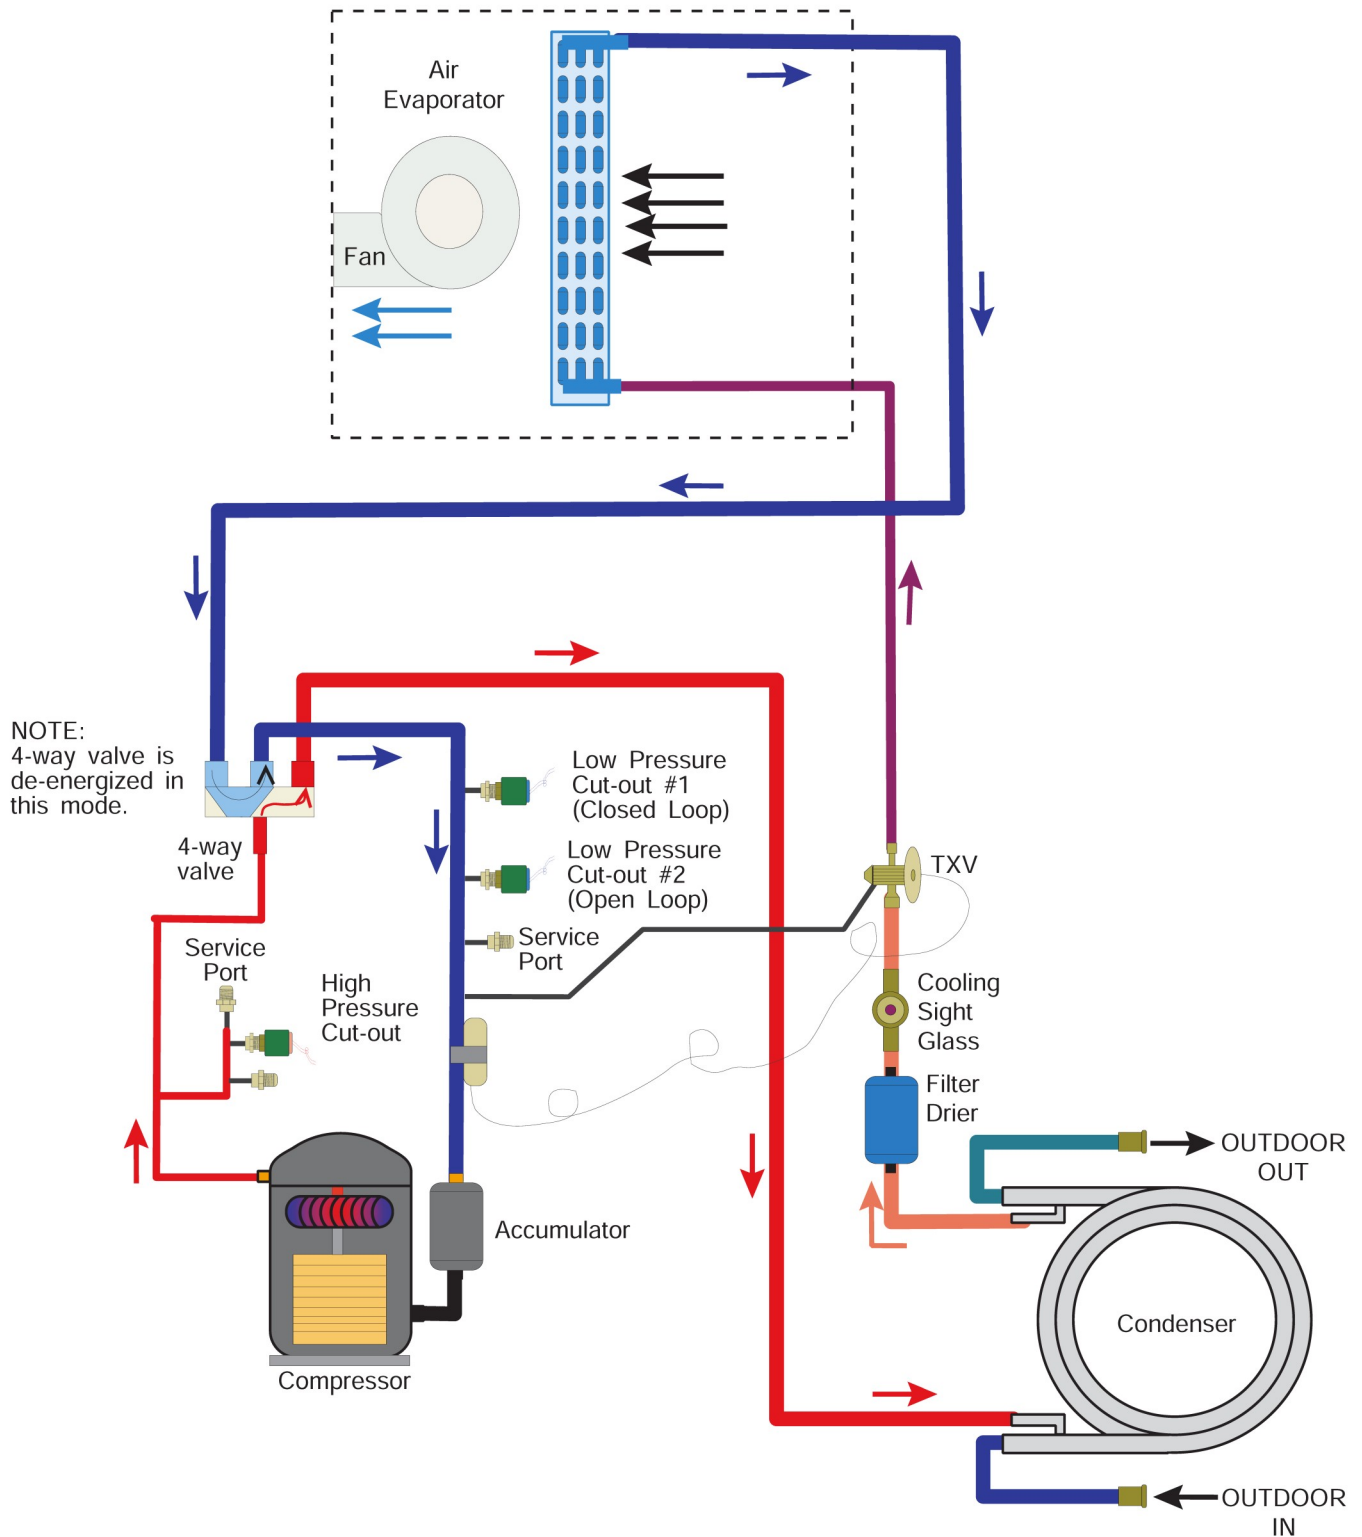 Air
Evaporator
Fan
NOTE:
4-way valve is
de-energized in
this mode.
4-way
valve
Low Pressure
Cut-out #1
(Closed Loop)
Low Pressure
Cut-out #2
(Open Loop)
TXV
Service
Port
Service
Port
High
Pressure
Cut-out
Cooling
Sight
Glass
Filter
Drier
OUTDOOR
OUT
Accumulator
Condenser
Compressor
OUTDOOR
IN